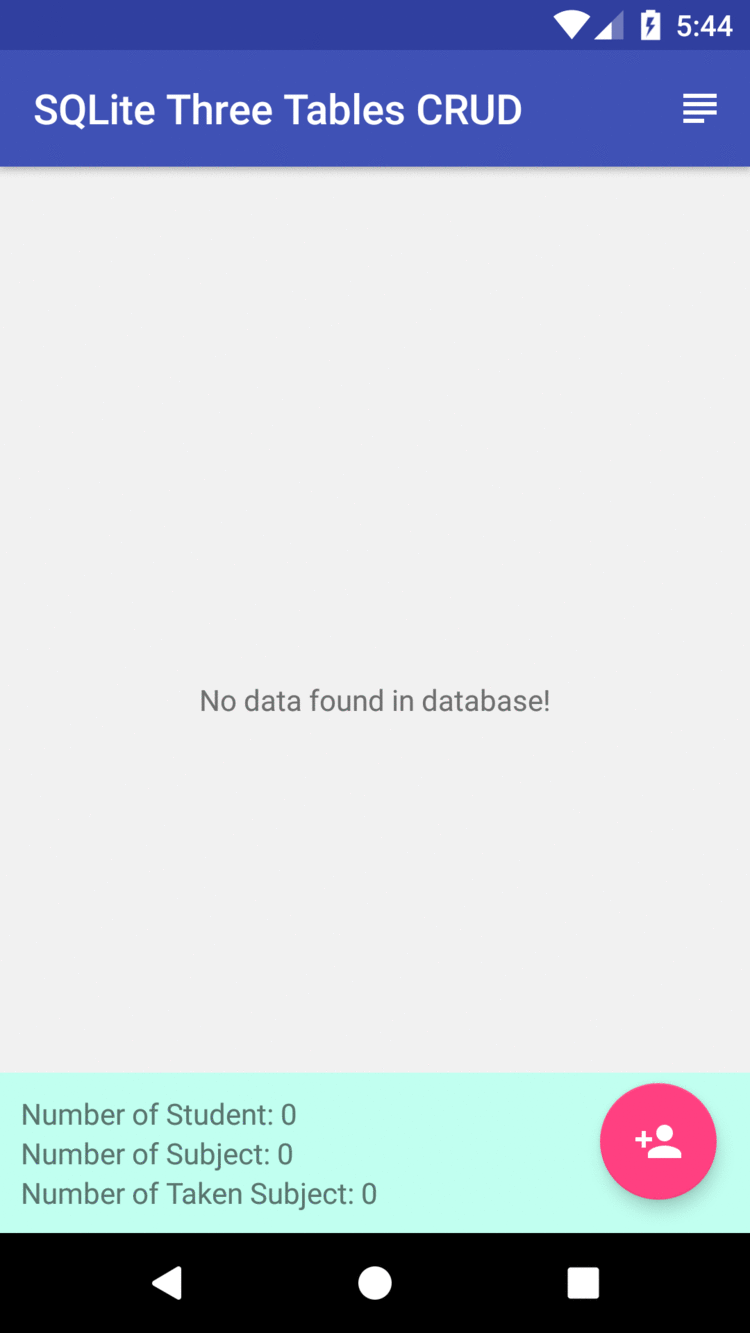 5:44
SQLite Three Tables CRUD
No data found in database!
Number of Student: 0
Number of Subject: 0
Number of Taken Subject: 0